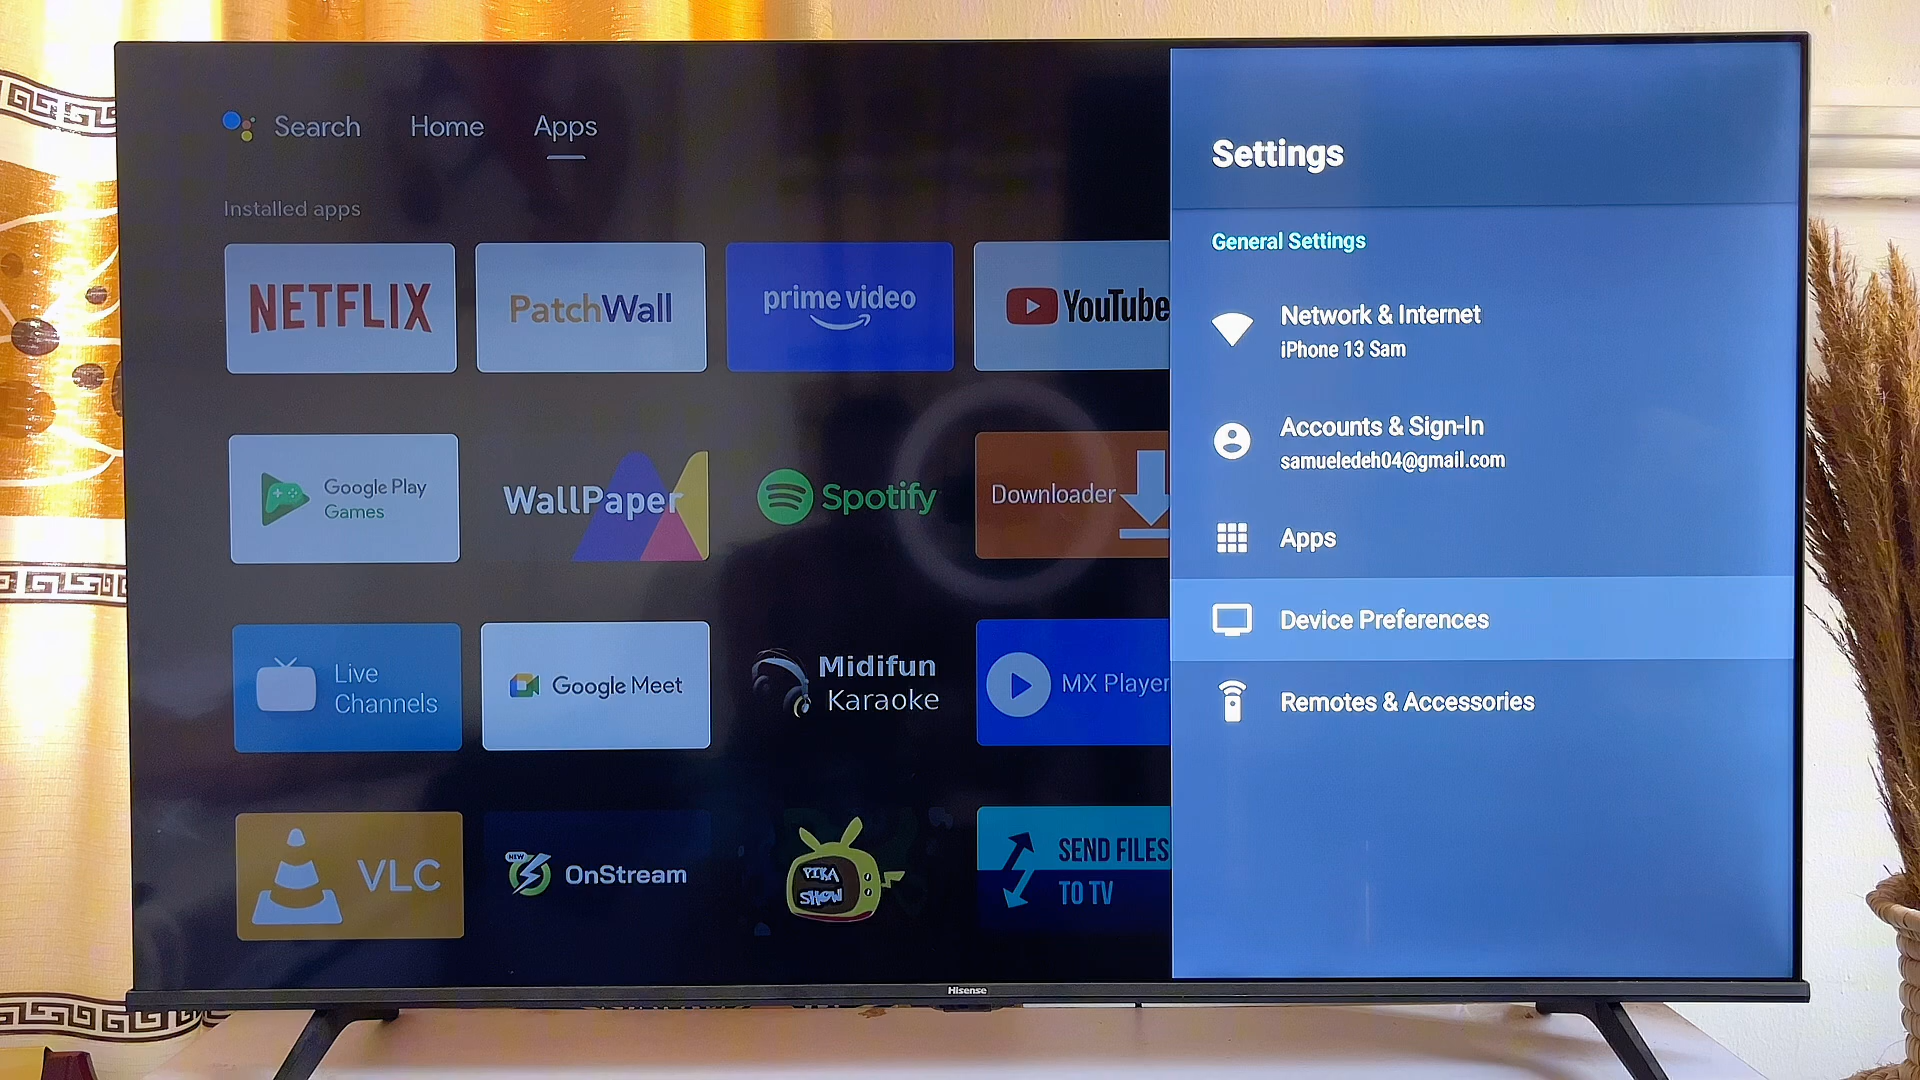 Search Home Apps
Installed apps
NETFLIX
PatchWall
prime video
YouTube
Google Play
Games
WallPaper
Spotify
Downloader
Live
Channels
Google Meet
Midifun
Karaoke
MX Player
VLC
NEW
OnStream
PIKA
SHOW
SEND FILES
TO TV
Settings
General Settings
Network & Internet
iPhone 13 Sam
Accounts & Sign-In
samueledeh04@gmail.com
Apps
Device Preferences
Remotes & Accessories
Hisense